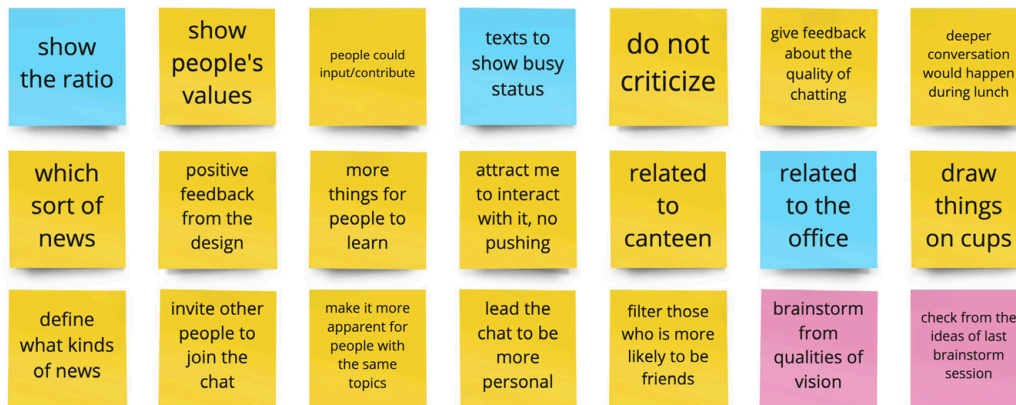 show
the ratio
show
people's
values
people could
input/contribute
texts to
show busy
status
do not
criticize
give feedback
about the
quality of
chatting
deeper
conversation
would happen
during lunch
which
sort of
news
positive
feedback
from the
design
more
things for
people to
learn
attract me
to interact
with it, no
pushing
related
to
canteen
related
to the
office
draw
things
on cups
define
what kinds
of news
invite other
people to
join the
chat
make it more
apparent for
people with
the same
topics
lead the
chat to be
more
personal
filter those
who is more
likely to be
friends
brainstorm
from
qualities of
vision
check from the
ideas of last
brainstorm
session